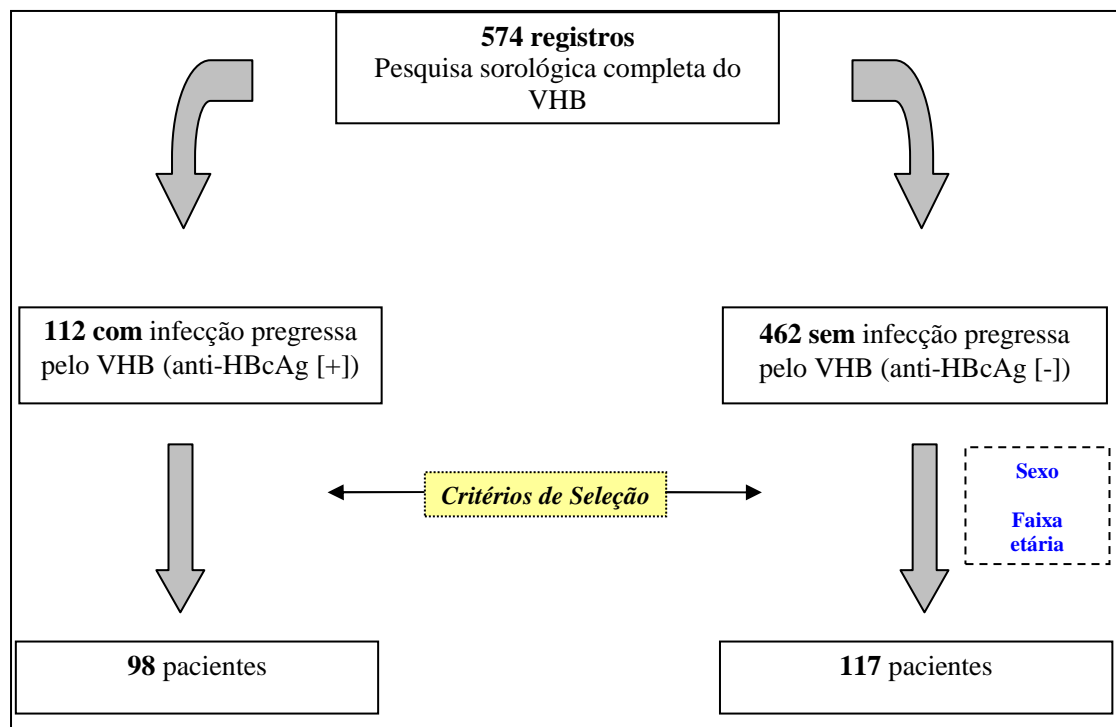 574 registros
Pesquisa sorológica completa do
VHB
112 com infecção pregressa
pelo VHB (anti-HBcAg [+])
462 sem infecção pregressa
pelo VHB (anti-HBcAg [-])
Critérios de Seleção
Sexo
Faixa
etária
98 pacientes
117 pacientes